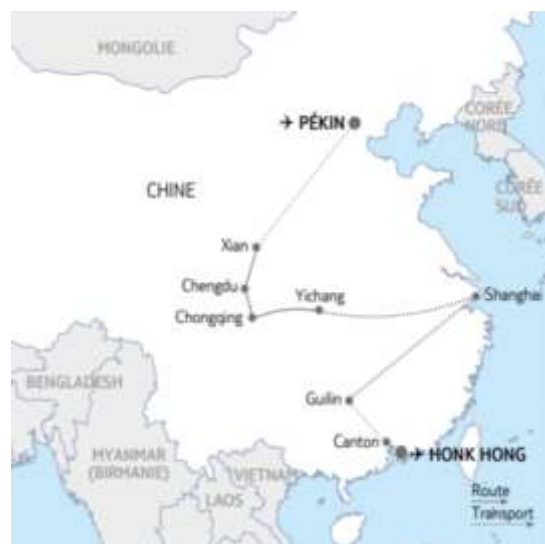 MONGOLIE
PÉKIN
CORÉE
NORD
CHINE
CORÉE
SUD
Xian
Chengdu
Yichang
Shanghai
Chongqing
BENGLADESH
Guilin
Canton
HONK HONG
MYANMAR
(BIRMANIE)
VIETNAM
LAOS
Route
Transport